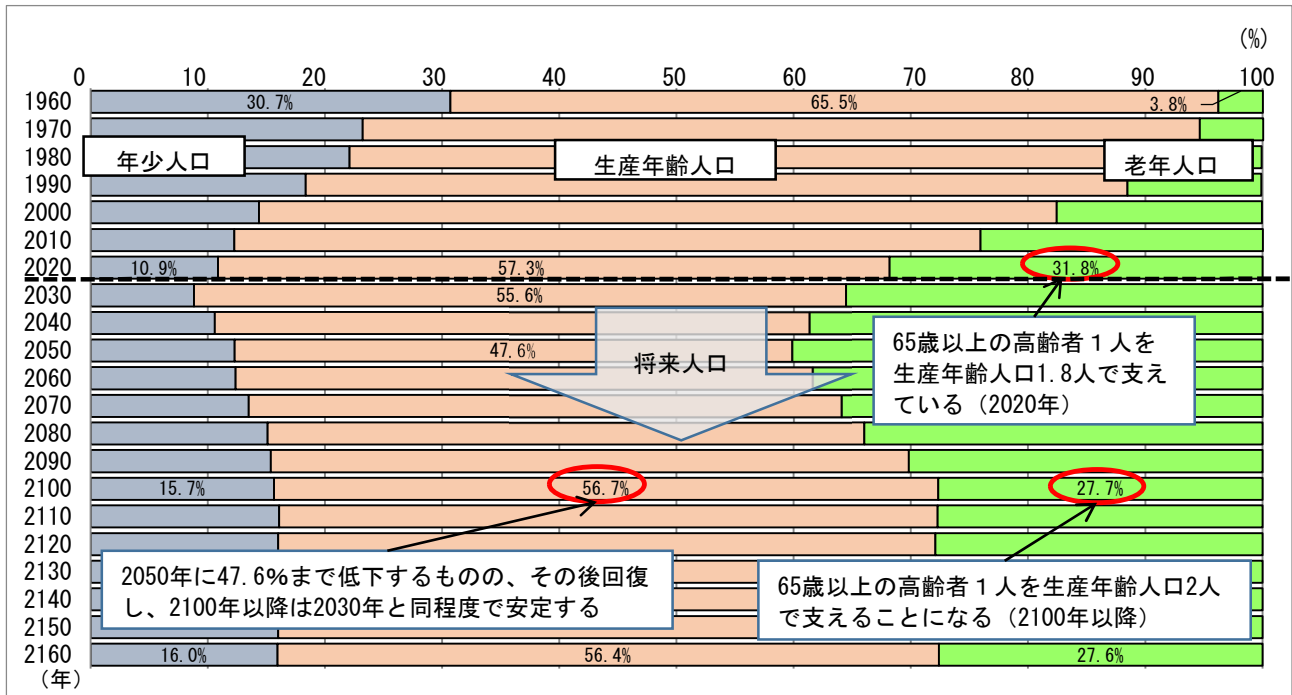 (%)
0 10 20 30 40 50 60 70 80 90 100
1960 30.7% 65.5% 3.8%
1970
1980 年少人口 生産年齢人口 老年人口
1990
2000
2010
2020 10.9% 57.3% 31.8%
2030 55.6%
2040
2050 47.6%
2060
2070
2080
2090
2100 15.7% 56.7% 27.7%
2110
2120
2130
2140
2150
2160 16.0% 56.4% 27.6%
(年)
将来人口
65歳以上の高齢者1人を
生産年齢人口1.8人で支え
ている(2020年)
2050年に47.6%まで低下するものの、その後回復
し、2100年以降は2030年と同程度で安定する
65歳以上の高齢者1人を生産年齢人口2人
で支えることになる(2100年以降)